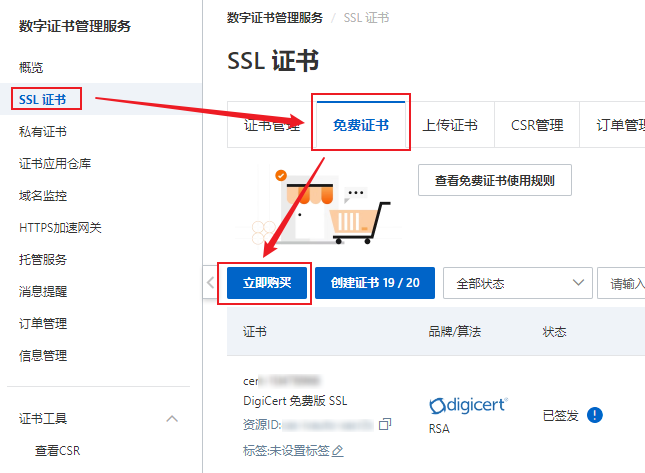 数字证书管理服务
概览
SSL 证书
私有证书
证书应用仓库
域名监控
HTTPS加速网关
托管服务
消息提醒
订单管理
信息管理
证书工具
查看CSR
数字证书管理服务 / SSL 证书
SSL 证书
证书管理 免费证书 上传证书 CSR管理 订单管理
查看免费证书使用规则
立即购买 创建证书 19 / 20 全部状态 请输入
证书 品牌/算法 状态
DigiCert 免费版 SSL
资源ID:
标签:未设置标签
digicert
RSA
已签发